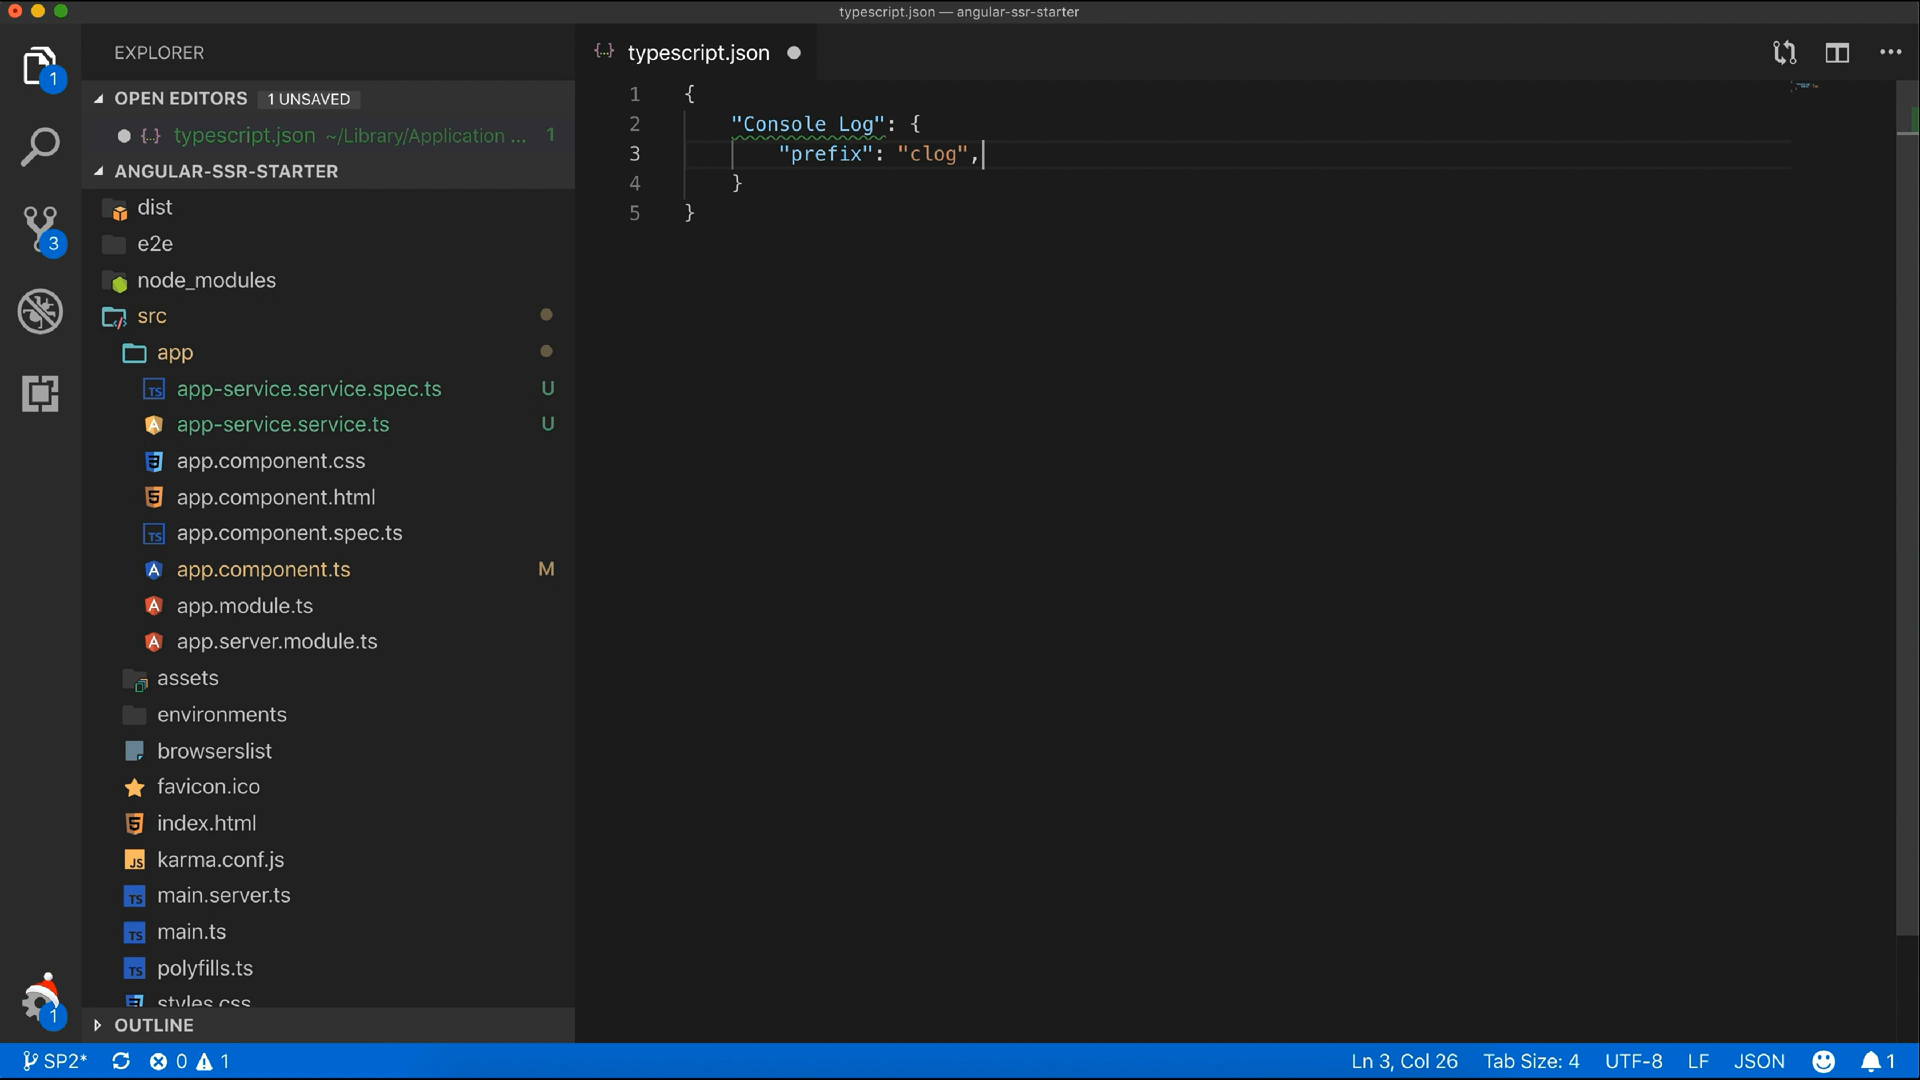 typescript.json — angular-ssr-starter
EXPLORER
OPEN EDITORS 1 UNSAVED
typescript.json ~/Library/Application ... 1
ANGULAR-SSR-STARTER
dist
e2e
node_modules
src
app
app-service.service.spec.ts U
app-service.service.ts U
app.component.css
app.component.html
app.component.spec.ts
app.component.ts M
app.module.ts
app.server.module.ts
assets
environments
browserslist
favicon.ico
index.html
karma.conf.js
main.server.ts
main.ts
polyfills.ts
styles.css
OUTLINE
1
3
1
typescript.json
1 {
2 "Console Log": {
3 "prefix": "clog",
4 }
5 }
SP2* 0 1 Ln 3, Col 26 Tab Size: 4 UTF-8 LF JSON 1